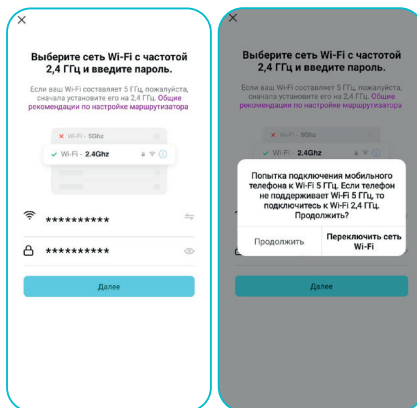 Выберите сеть Wi-Fi с частотой
2,4 ГГц и введите пароль.
Если ваш Wi-Fi составляет 5 ГГц, пожалуйста,
сначала установите его на 2,4 ГГц. Общие
рекомендации по настройке маршрутизатора
Wi-Fi - 5Ghz
Wi-Fi - 2.4Ghz
**********
**********
Далее
Выберите сеть Wi-Fi с частотой
2,4 ГГц и введите пароль.
Если ваш Wi-Fi составляет 5 ГГц, пожалуйста,
сначала установите его на 2,4 ГГц. Общие
рекомендации по настройке маршрутизатора
Wi-Fi - 5Ghz
Wi-Fi - 2.4Ghz
Попытка подключения мобильного
телефона к Wi-Fi 5 ГГц. Если телефон
не поддерживает Wi-Fi 5 ГГц, то
подключитесь к Wi-Fi 2,4 ГГц.
Продолжить?
Продолжить
Переключить сеть
Wi-Fi
Далее